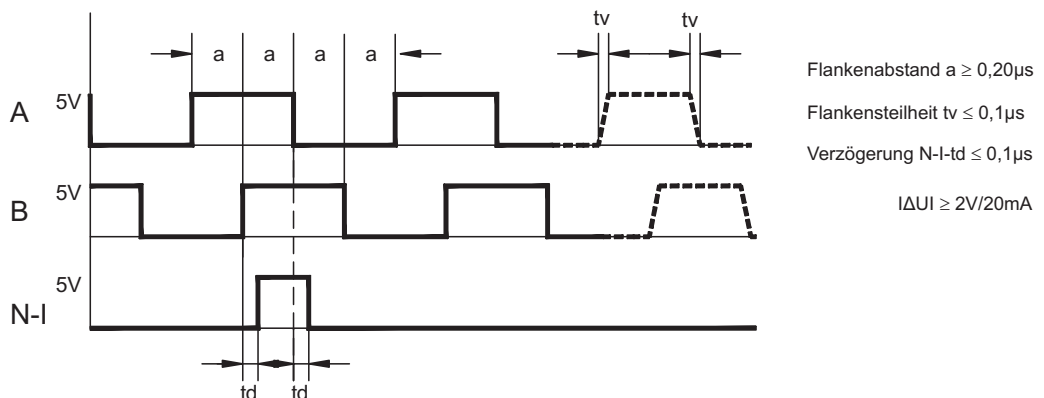 tv tv
a a a a
Flankenabstand a ≥ 0,20µs
A 5V
Flankensteilheit tv ≤ 0,1µs
Verzögerung N-I-td ≤ 0,1µs
B 5V
IΔUI ≥ 2V/20mA
N-I 5V
td td